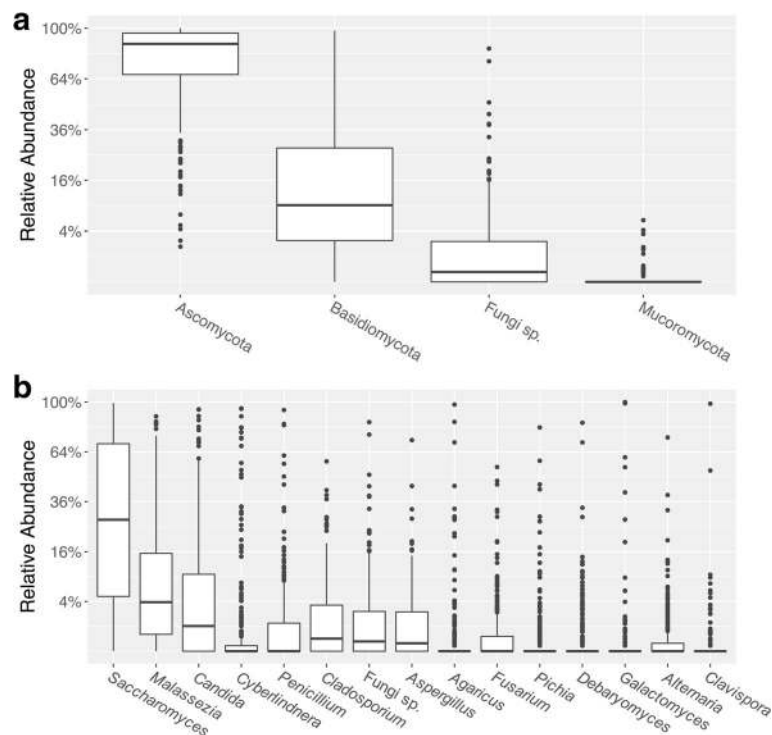 a
100%
64%
36%
16%
4%
Relative Abundance
Ascomycota
Basidiomycota
Fungi sp.
Mucoromycota
b
100%
64%
36%
16%
4%
Relative Abundance
Saccharomyces
Malassezia
Candida
Cyberlindnera
Penicillium
Cladosporium
Fungi sp.
Aspergillus
Agaricus
Fusarium
Pichia
Debaryomyces
Galactomyces
Alternaria
Clavispora